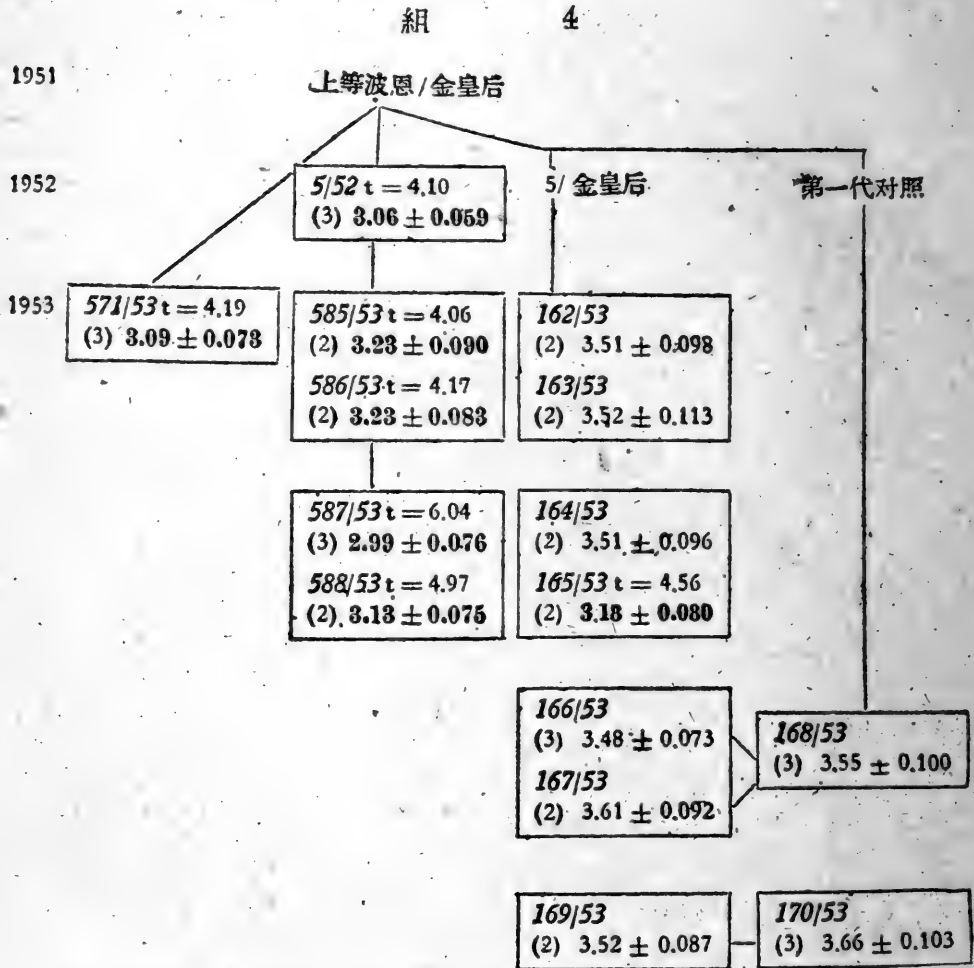 組 4
1951
上等波恩/金皇后
1952
5/52 t = 4.10
(3) 3.06 ± 0.059
5/ 金皇后
第一代对照
1953
571/53 t = 4.19
(3) 3.09 ± 0.073
585/53 t = 4.06
(2) 3.23 ± 0.090
586/53 t = 4.17
(2) 3.23 ± 0.083
162/53
(2) 3.51 ± 0.098
163/53
(2) 3.52 ± 0.113
587/53 t = 6.04
(3) 2.99 ± 0.076
588/53 t = 4.97
(2) 3.13 ± 0.075
164/53
(2) 3.51 ± 0.096
165/53 t = 4.56
(2) 3.18 ± 0.080
166/53
(3) 3.48 ± 0.073
167/53
(2) 3.61 ± 0.092
168/53
(3) 3.55 ± 0.100
169/53
(2) 3.52 ± 0.087
170/53
(3) 3.66 ± 0.103